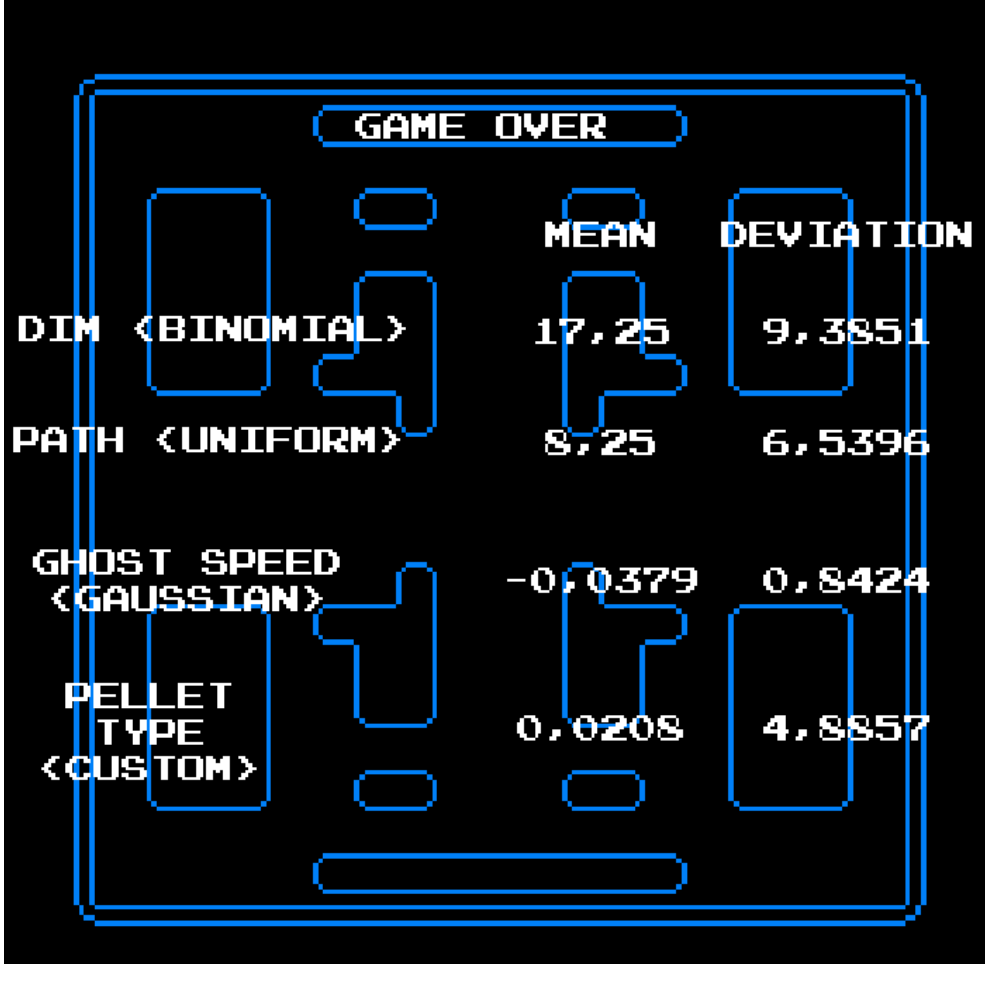 GAME OVER
MEAN DEVIATION
DIM <BINOMIAL> 17,25 9,3851
PATH <UNIFORM> 8,25 6,5396
GHOST SPEED
<GAUSSIAN> -0,0379 0,8424
PELLET
TYPE 0,0208 4,8857
<CUSTOM>